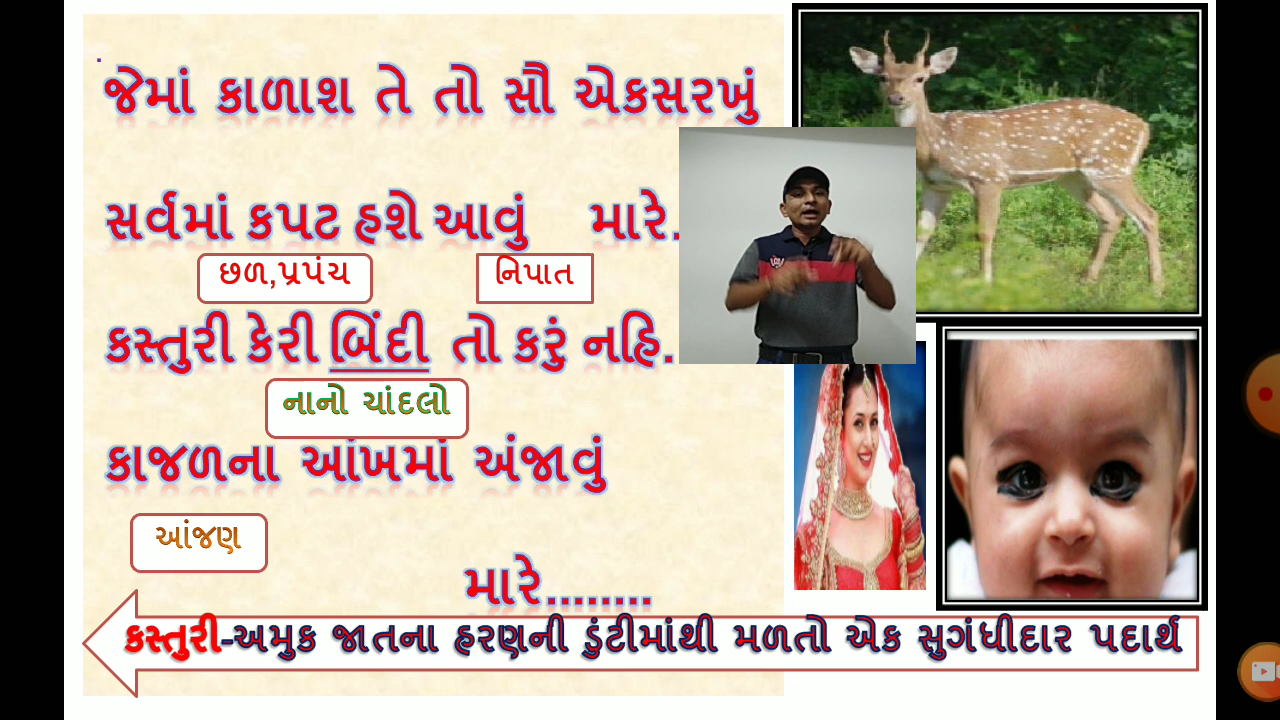 જેમાં કાળાશ તે તો સૌ એકસરખું
સર્વમાં કપટ હશે આવું મારે.
છળ,પ્રપંચ
નિપાત
કસ્તુરી કેરી બિંદી તો કરું નહિ.
નાનો ચાંદલો
કાજળના આંખમાં અંજાવું
આંજણ
મારે........
કસ્તુરી-અમુક જાતના હરણની ડુંટીમાંથી મળતો એક સુગંધીદાર પદાર્થ